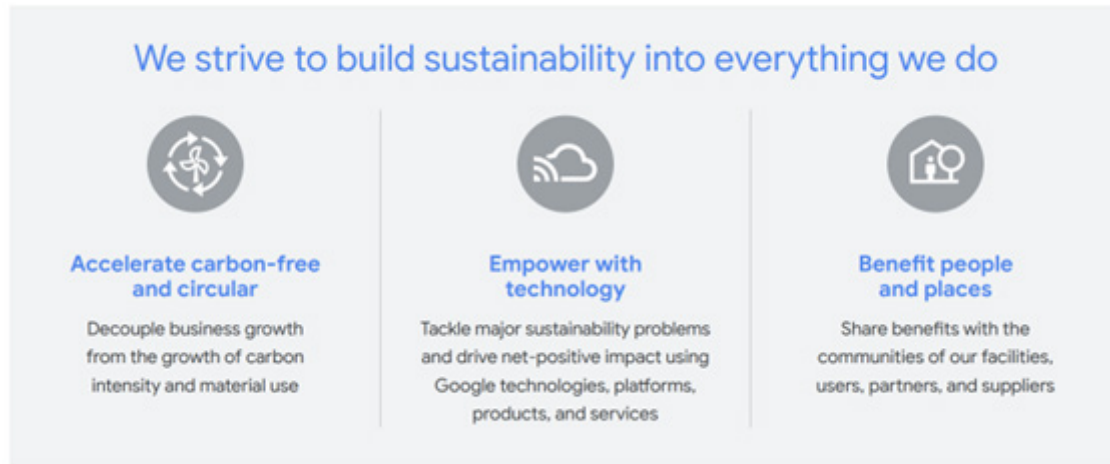 We strive to build sustainability into everything we do
Accelerate carbon-free
and circular
Decouple business growth
from the growth of carbon
intensity and material use
Empower with
technology
Tackle major sustainability problems
and drive net-positive impact using
Google technologies, platforms,
products, and services
Benefit people
and places
Share benefits with the
communities of our facilities,
users, partners, and suppliers